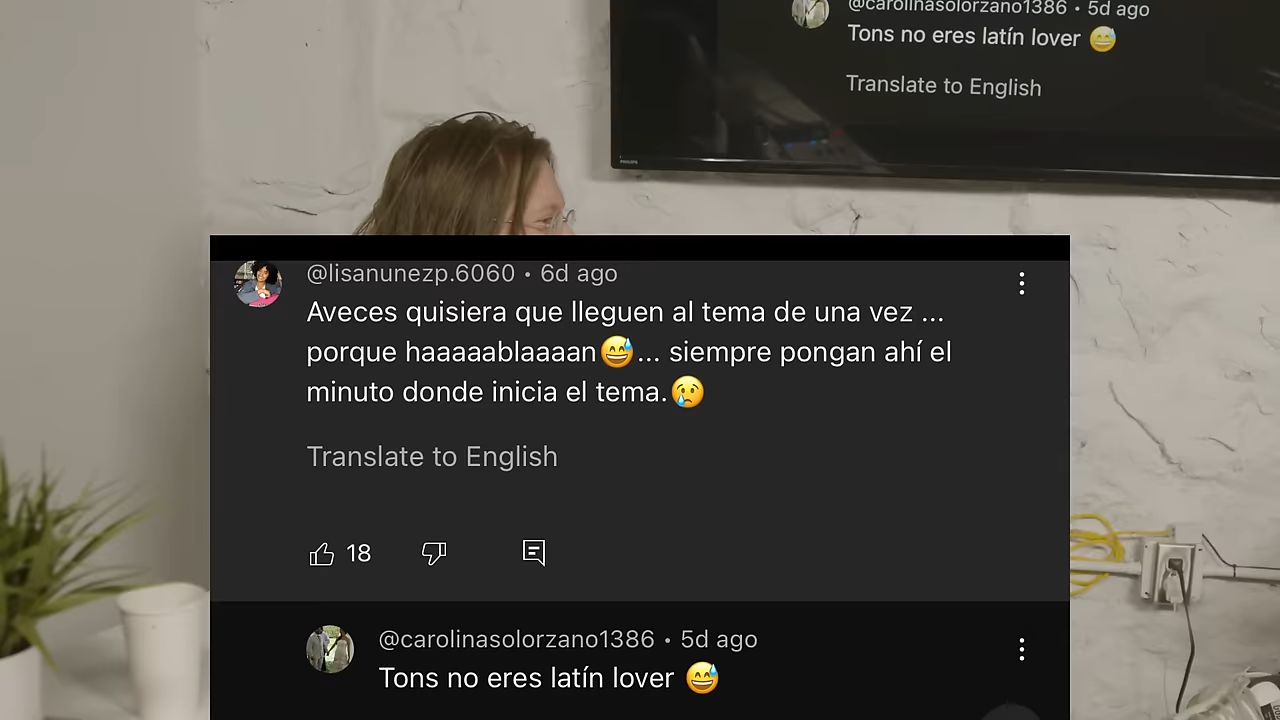 @carolinasolorzano1386 • 5d ago
Tons no eres latín lover 😅
Translate to English
PHILIPS
@lisanunezp.6060 • 6d ago
Aveces quisiera que lleguen al tema de una vez ...
porque haaaaablaaaan😅... siempre pongan ahí el
minuto donde inicia el tema.😢
Translate to English
18
@carolinasolorzano1386 • 5d ago
Tons no eres latín lover 😅